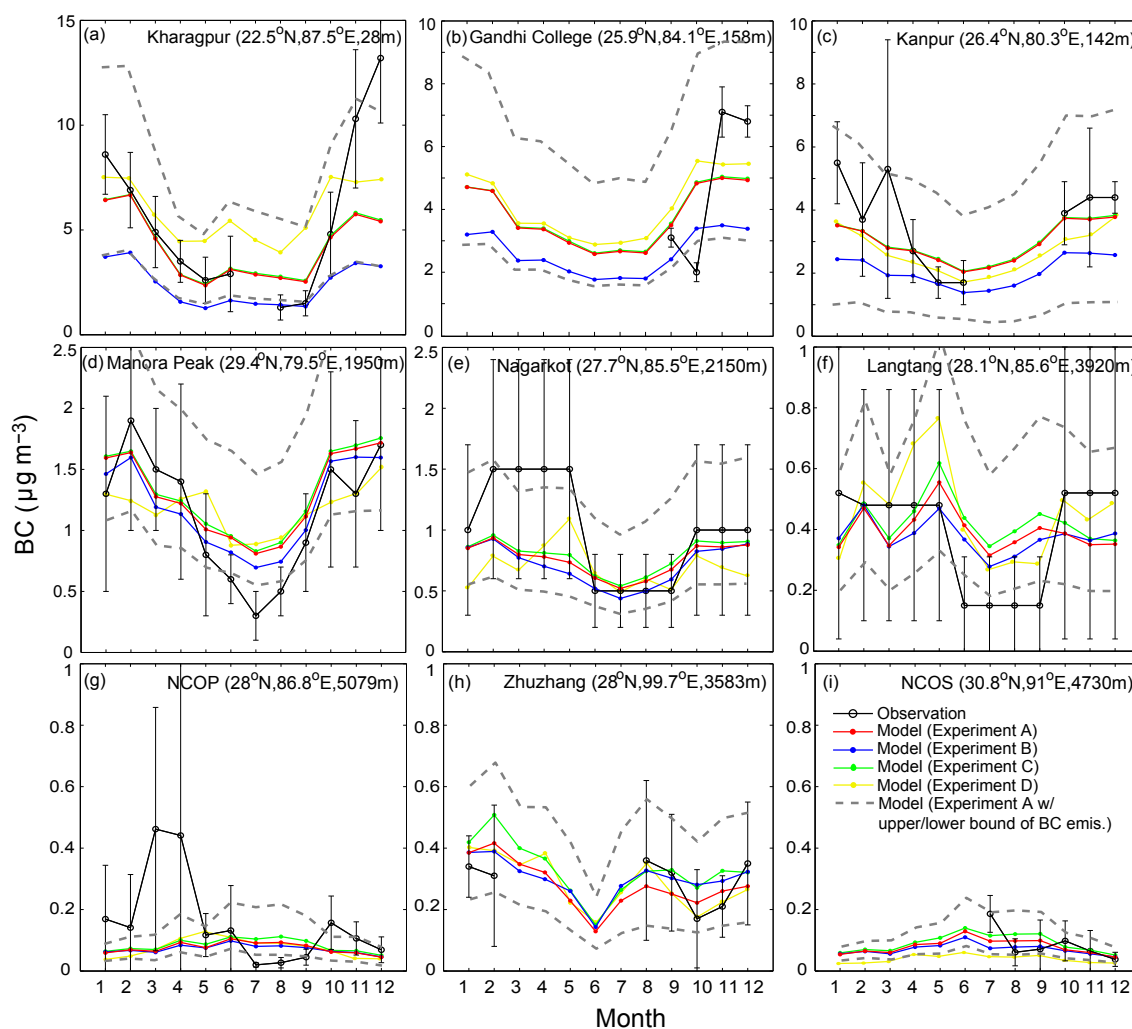 (a) Kharagpur (22.5°N,87.5°E,28m)
15
10
5
0
(b) Gandhi College (25.9°N,84.1°E,158m)
10
8
6
4
2
0
(c) Kanpur (26.4°N,80.3°E,142m)
10
8
6
4
2
0
(d) Manora Peak (29.4°N,79.5°E,1950m)
2.5
2
1.5
1
0.5
0
(e) Nagarkot (27.7°N,85.5°E,2150m)
2.5
2
1.5
1
0.5
0
(f) Langtang (28.1°N,85.6°E,3920m)
1
0.8
0.6
0.4
0.2
0
BC (μg m⁻³)
(g) NCOP (28°N,86.8°E,5079m)
1
0.8
0.6
0.4
0.2
0
1 2 3 4 5 6 7 8 9 10 11 12
(h) Zhuzhang (28°N,99.7°E,3583m)
1
0.8
0.6
0.4
0.2
0
1 2 3 4 5 6 7 8 9 10 11 12
(i) NCOS (30.8°N,91°E,4730m)
1
0.8
0.6
0.4
0.2
0
Observation
Model (Experiment A)
Model (Experiment B)
Model (Experiment C)
Model (Experiment D)
Model (Experiment A w/
upper/lower bound of BC emis.)
1 2 3 4 5 6 7 8 9 10 11 12
Month